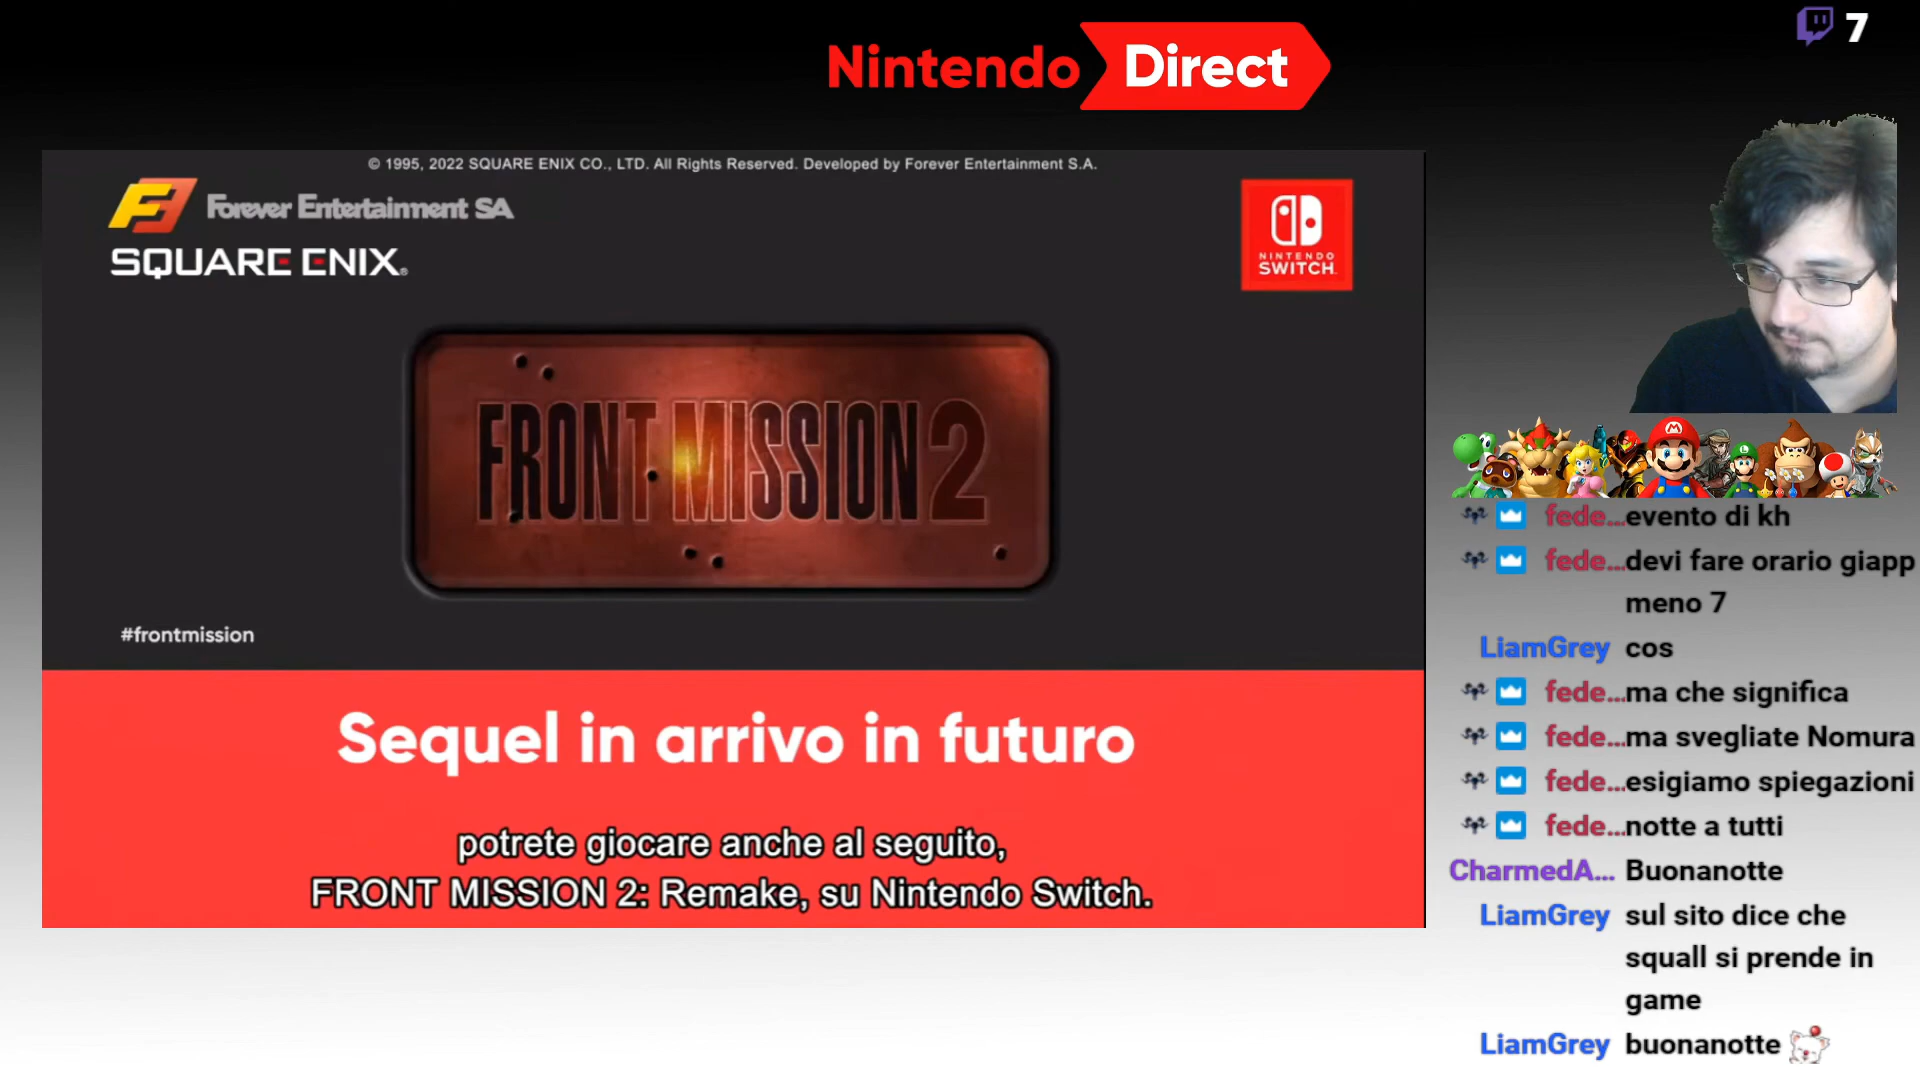 7
Nintendo Direct
© 1995, 2022 SQUARE ENIX CO., LTD. All Rights Reserved. Developed by Forever Entertainment S.A.
Forever Entertainment SA
SQUARE ENIX®
NINTENDO
SWITCH™
FRONT MISSION 2
#frontmission
Sequel in arrivo in futuro
potrete giocare anche al seguito,
FRONT MISSION 2: Remake, su Nintendo Switch.
fede... evento di kh
fede... devi fare orario giapp
meno 7
LiamGrey cos
fede... ma che significa
fede... ma svegliate Nomura
fede... esigiamo spiegazioni
fede... notte a tutti
CharmedA... Buonanotte
LiamGrey sul sito dice che
squall si prende in
game
LiamGrey buonanotte